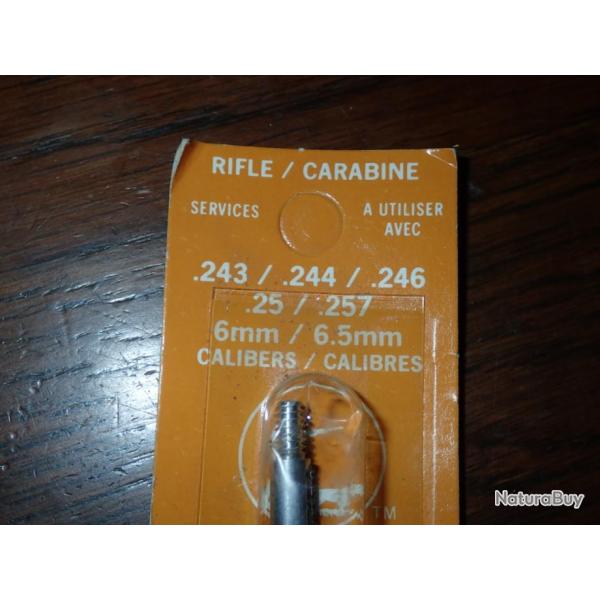 RIFLE / CARABINE
SERVICES
A UTILISER
AVEC
.243 / .244 / .246
.25 / .257
6mm / 6.5mm
CALIBERS / CALIBRES
TM
NaturaBuy